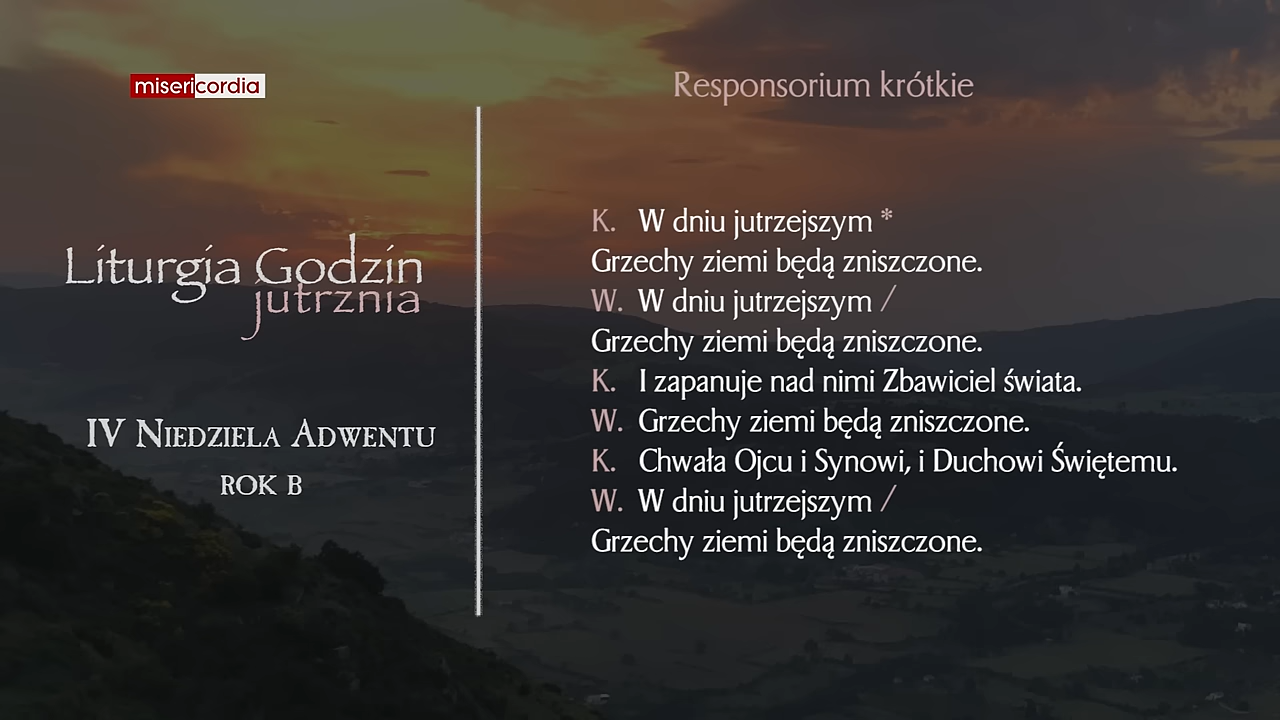 misericordia
Liturgia Godzin
jutrznia
IV Niedziela Adwentu
rok B
Responsorium krótkie
K. W dniu jutrzejszym *
Grzechy ziemi będą zniszczone.
W. W dniu jutrzejszym /
Grzechy ziemi będą zniszczone.
K. I zapanuje nad nimi Zbawiciel świata.
W. Grzechy ziemi będą zniszczone.
K. Chwała Ojcu i Synowi, i Duchowi Świętemu.
W. W dniu jutrzejszym /
Grzechy ziemi będą zniszczone.